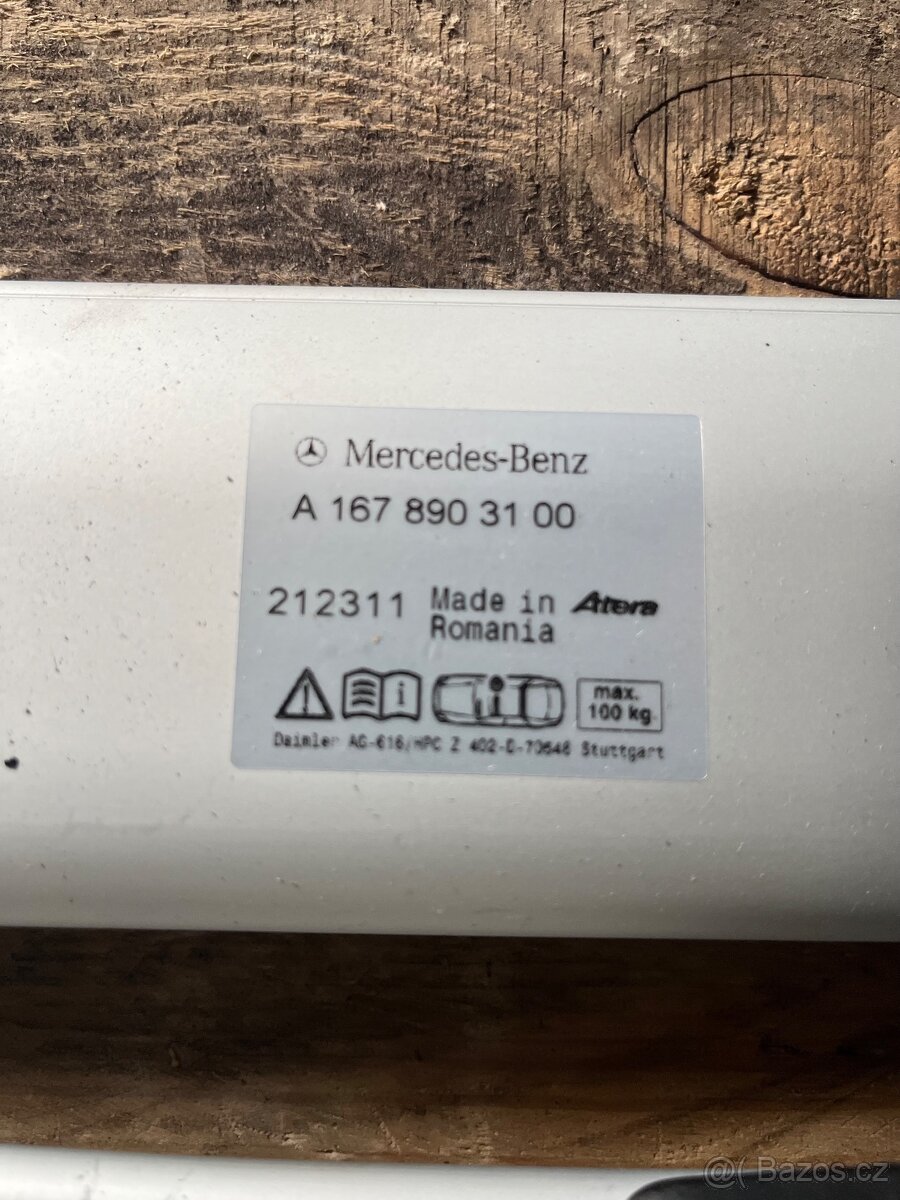 Mercedes-Benz
A 167 890 31 00
212311 Made in Atera
Romania
max.
100 kg
Daimler AG-616/HPC Z 402-D-70546 Stuttgart
@( Bazos.cz